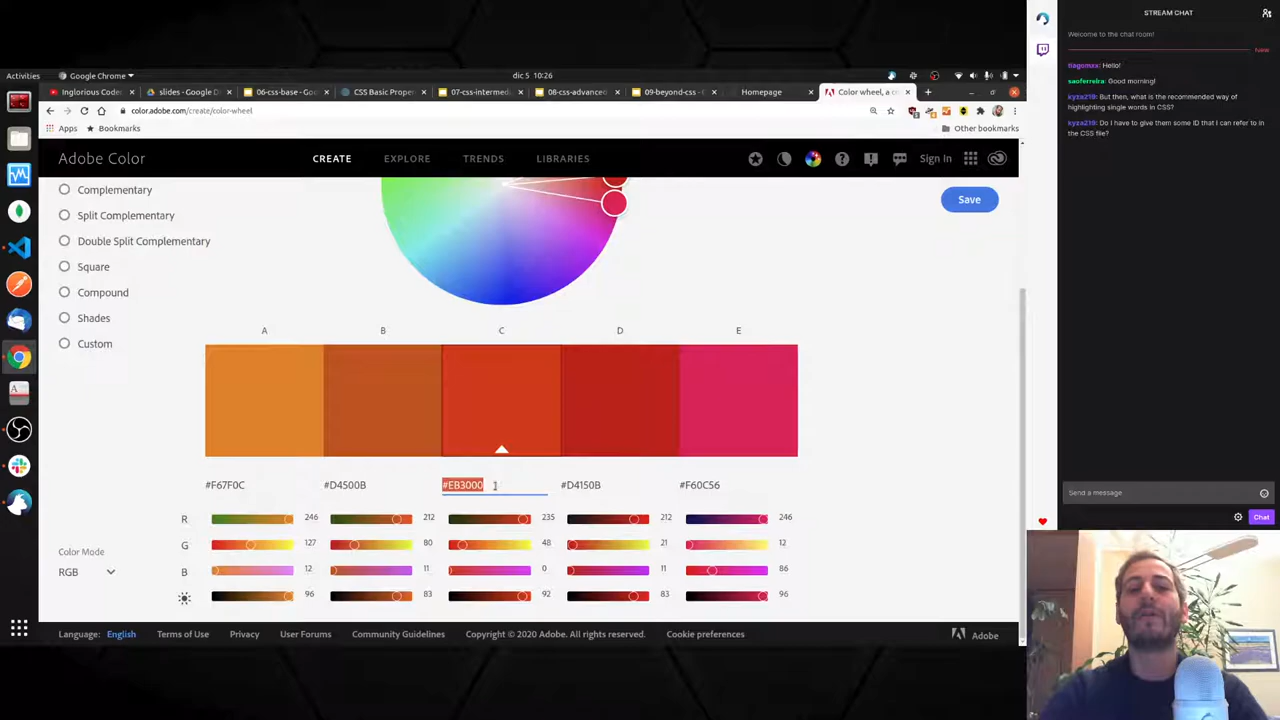 Activities
Google Chrome
dic 5 10:26
Inglorious Coders
slides - Google D
06-css-base - Goo
CSS Basic Propert
07-css-intermedi
08-css-advanced
09-beyond-css - G
Homepage
Color wheel, a c
color.adobe.com/create/color-wheel
Apps
Bookmarks
Other bookmarks
Adobe Color
CREATE
EXPLORE
TRENDS
LIBRARIES
Sign In
Complementary
Split Complementary
Double Split Complementary
Square
Compound
Shades
Custom
Save
A B C D E
#F67F0C #D4500B #EB3000 #D4150B #F60C56
R 246 212 235 212 246
G 127 80 48 21 12
B 12 11 0 11 86
96 83 92 83 96
Color Mode
RGB
Language: English Terms of Use Privacy User Forums Community Guidelines Copyright © 2020 Adobe. All rights reserved. Cookie preferences Adobe
STREAM CHAT
Welcome to the chat room!
New
tiagomxx: Hello!
saoferreira: Good morning!
kyza219: But then, what is the recommended way of
highlighting single words in CSS?
kyza219: Do I have to give them some ID that I can refer to in
the CSS file?
Send a message
Chat